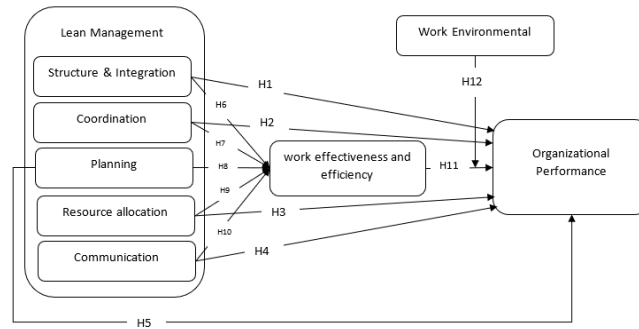 Lean Management
Work Environmental
Structure & Integration
H1
H12
H6
Coordination
H2
H7
Planning
H8
work effectiveness and
efficiency
H11
Organizational
Performance
H9
Resource allocation
H3
H10
Communication
H4
H5